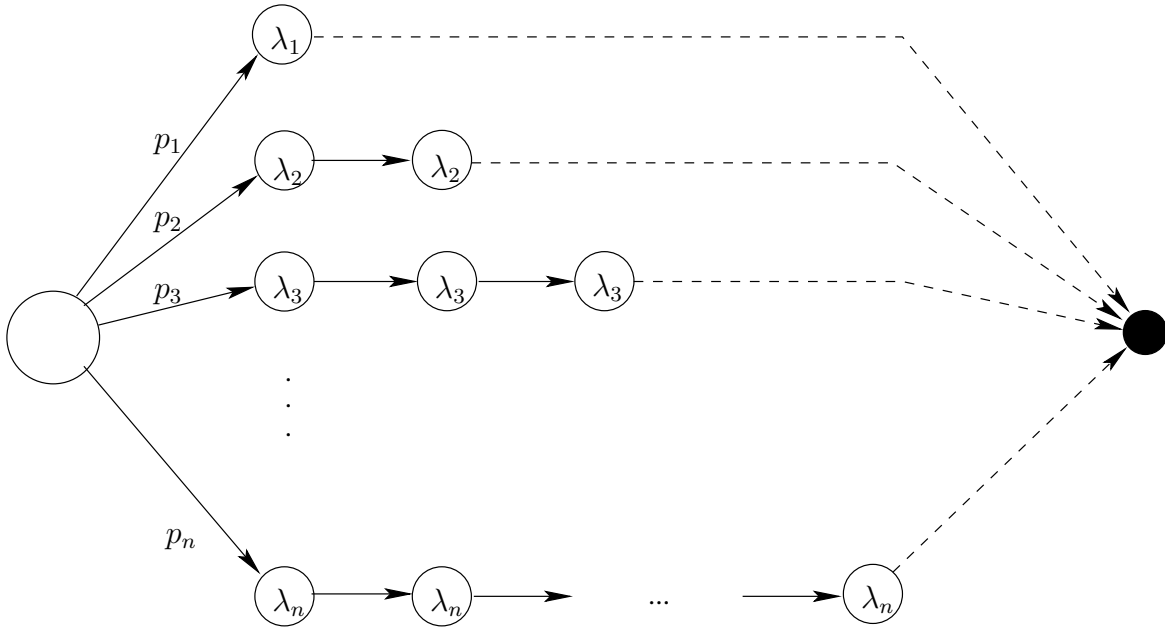 λ₁
p₁
λ₂ λ₂
p₂
p₃ λ₃ λ₃ λ₃
.
.
.
pₙ
λₙ λₙ ... λₙ